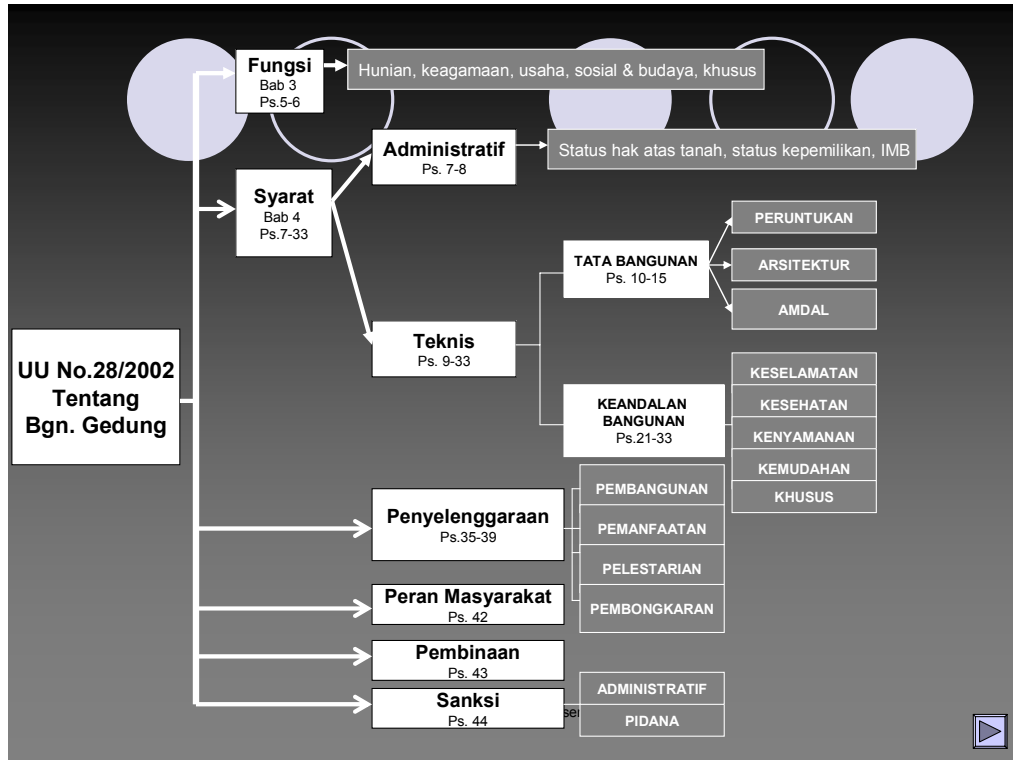 Fungsi
Bab 3
Ps.5-6
Hunian, keagamaan, usaha, sosial & budaya, khusus
Administratif
Ps. 7-8
Status hak atas tanah, status kepemilikan, IMB
Syarat
Bab 4
Ps.7-33
PERUNTUKAN
TATA BANGUNAN
Ps. 10-15
ARSITEKTUR
AMDAL
Teknis
Ps. 9-33
UU No.28/2002
Tentang
Bgn. Gedung
KESELAMATAN
KEANDALAN
BANGUNAN
Ps.21-33
KESEHATAN
KENYAMANAN
KEMUDAHAN
KHUSUS
Penyelenggaraan
Ps.35-39
PEMBANGUNAN
PEMANFAATAN
PELESTARIAN
PEMBONGKARAN
Peran Masyarakat
Ps. 42
Pembinaan
Ps. 43
Sanksi
Ps. 44
ADMINISTRATIF
PIDANA